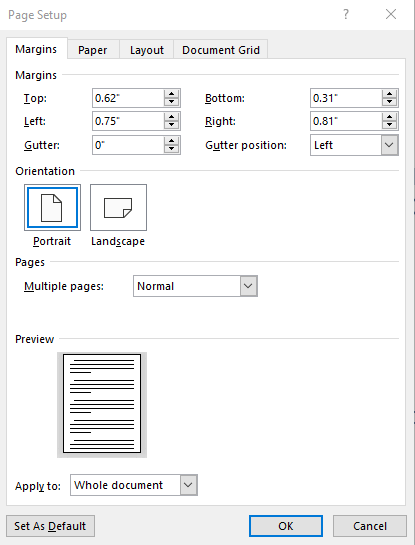 Page Setup ? ×
Margins Paper Layout Document Grid
Margins
Top: 0.62" Bottom: 0.31"
Left: 0.75" Right: 0.81"
Gutter: 0" Gutter position: Left
Orientation
Portrait Landscape
Pages
Multiple pages: Normal
Preview
Apply to: Whole document
Set As Default OK Cancel